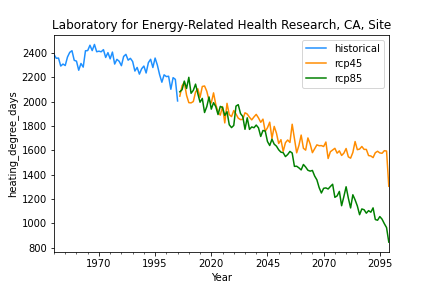 Laboratory for Energy-Related Health Research, CA, Site
historical
rcp45
rcp85
heating_degree_days
2400
2200
2000
1800
1600
1400
1200
1000
800
1970
1995
2020
2045
2070
2095
Year